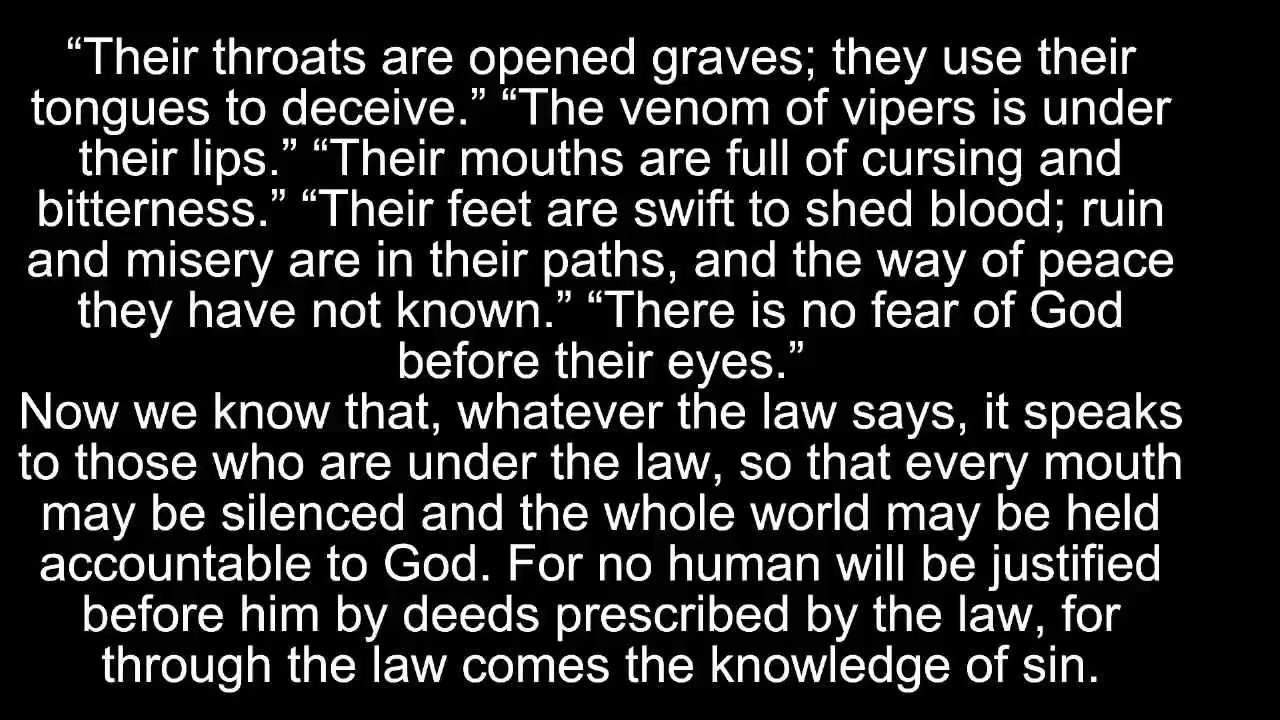 “Their throats are opened graves; they use their
tongues to deceive.” “The venom of vipers is under
their lips.” “Their mouths are full of cursing and
bitterness.” “Their feet are swift to shed blood; ruin
and misery are in their paths, and the way of peace
they have not known.” “There is no fear of God
before their eyes.”
Now we know that, whatever the law says, it speaks
to those who are under the law, so that every mouth
may be silenced and the whole world may be held
accountable to God. For no human will be justified
before him by deeds prescribed by the law, for
through the law comes the knowledge of sin.